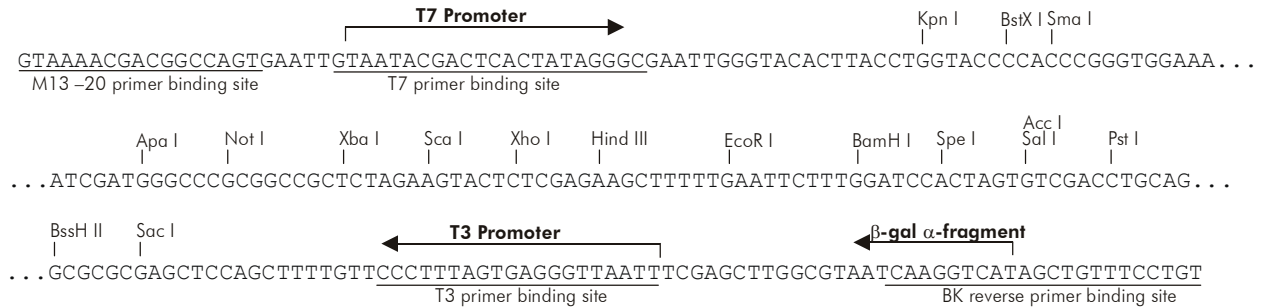 T7 Promoter
Kpn I BstX I Sma I
GTAAAACGACGGCCAGTGAATTGTAATACGACTCACTATAGGGCGAATTGGGTACACTTACCTGGTACCCCACCCGGGTGGAAA...
M13 –20 primer binding site T7 primer binding site
Acc I
Apa I Not I Xba I Sca I Xho I Hind III EcoR I BamH I Spe I Sal I Pst I
...ATCGATGGGCCCGCGGCCGCTCTAGAAGTACTCTCGAGAAGCTTTTTGAATTCTTTGGATCCACTAGTGTCGACCTGCAG...
BssH II Sac I T3 Promoter β-gal α-fragment
...GCGCGCGAGCTCCAGCTTTTGTTCCCTTTAGTGAGGGTTAATTTCGAGCTTGGCGTAATCAAGGTCATAGCTGTTTCCTGT
T3 primer binding site BK reverse primer binding site